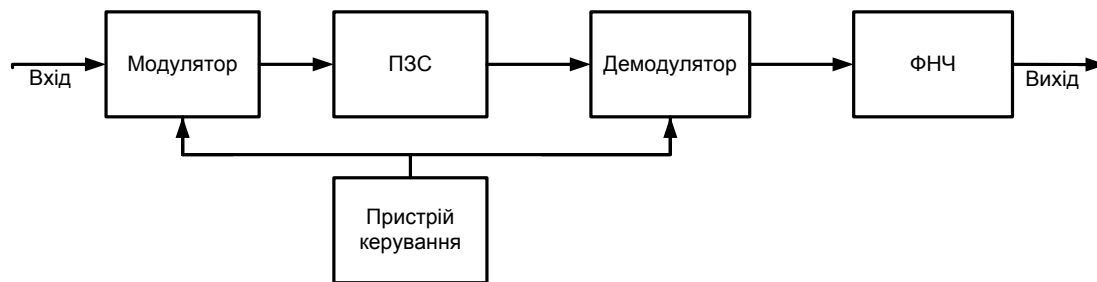 Вхід
Модулятор
ПЗС
Демодулятор
ФНЧ
Вихід
Пристрій
керування